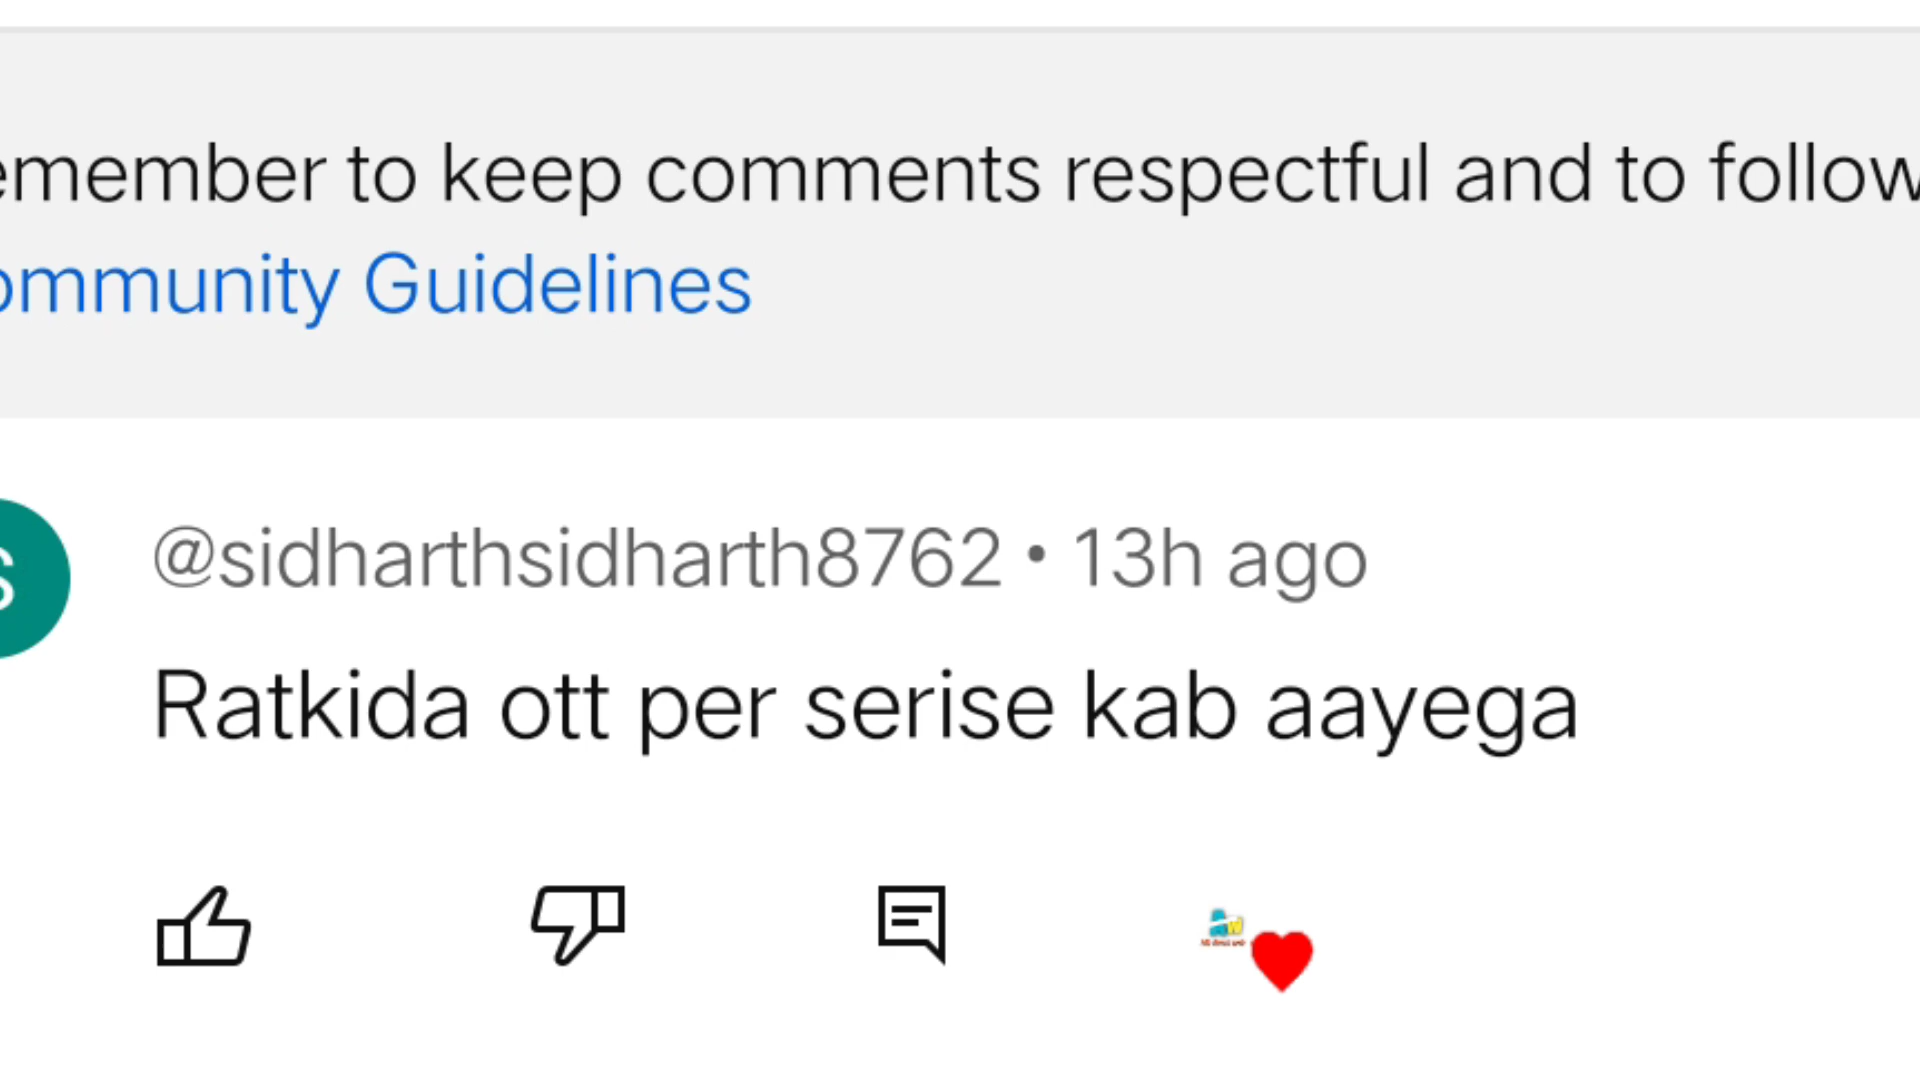 emember to keep comments respectful and to follow
ommunity Guidelines
S
@sidharthsidharth8762 • 13h ago
Ratkida ott per serise kab aayega